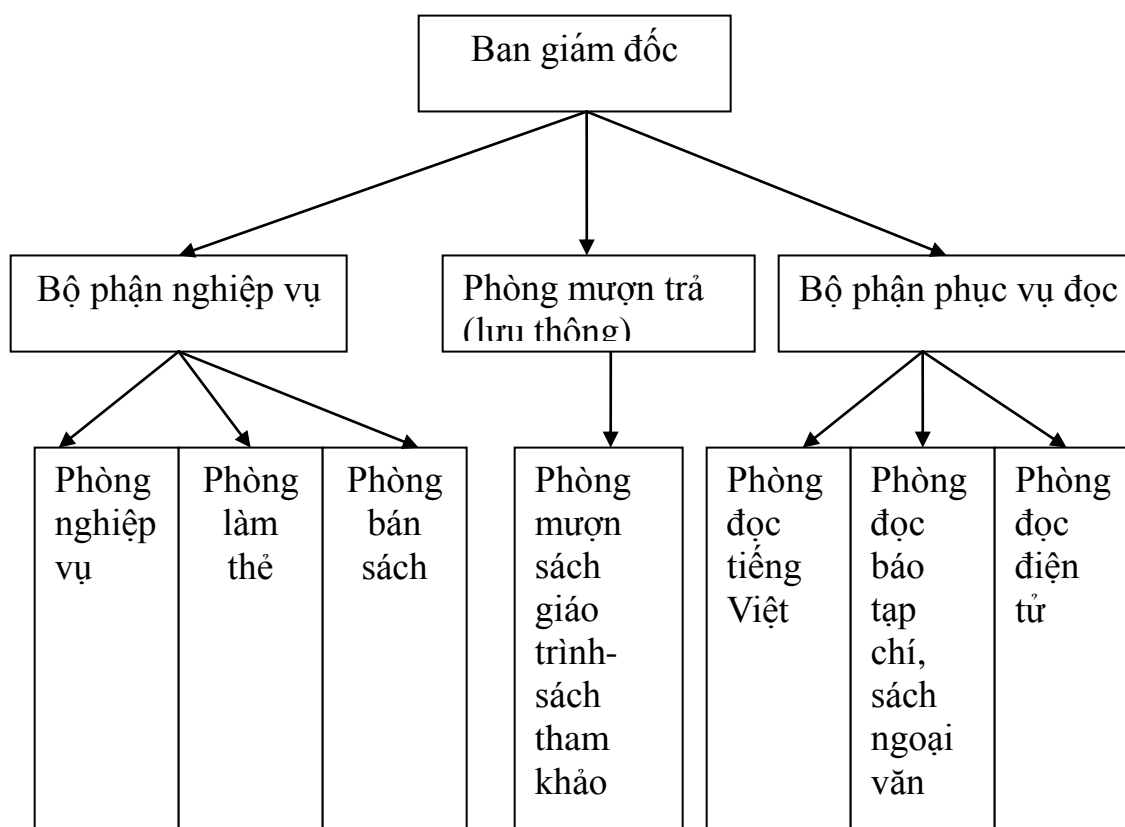 Ban giám đốc
Bộ phận nghiệp vụ
Phòng mượn trả
(lưu thông)
Bộ phận phục vụ đọc
Phòng
nghiệp
vụ
Phòng
làm
thẻ
Phòng
bán
sách
Phòng
mượn
sách
giáo
trình-
sách
tham
khảo
Phòng
đọc
tiếng
Việt
Phòng
đọc
báo
tạp
chí,
sách
ngoại
văn
Phòng
đọc
điện
tử